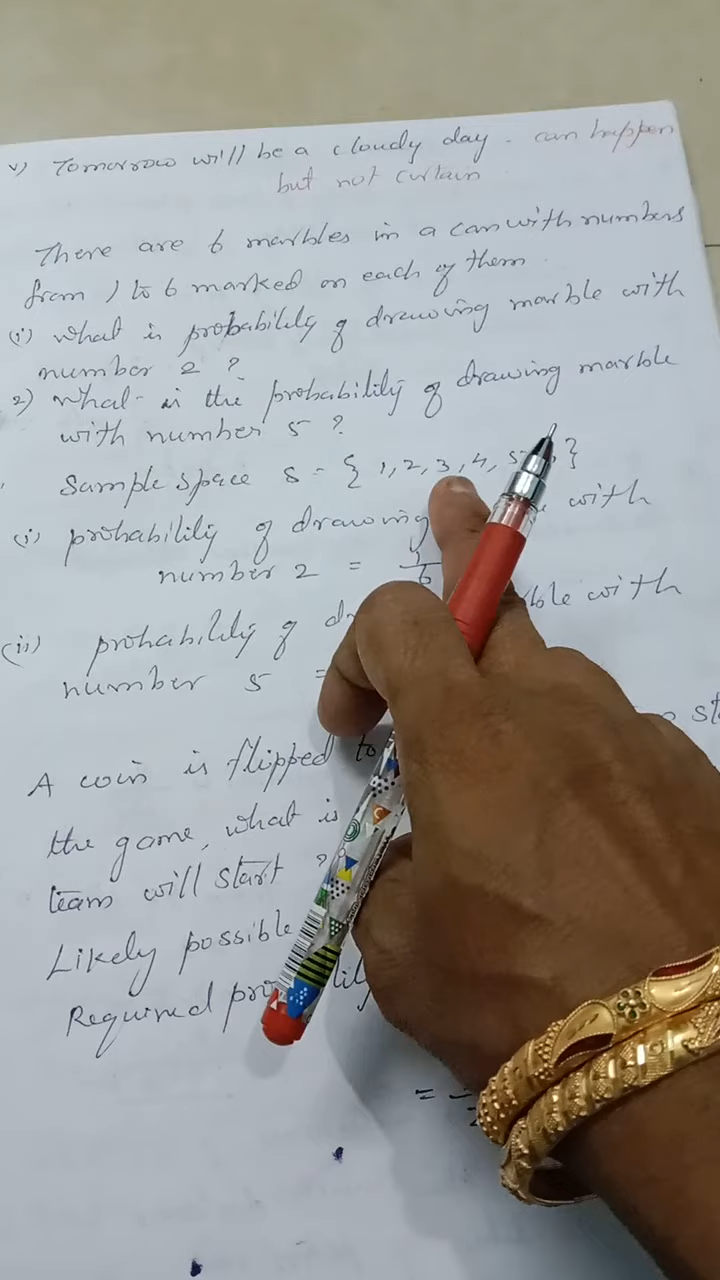 v) Tomorrow will be a cloudy day. can happen
but not curtain
There are 6 marbles in a can with numbers
from 1 to 6 marked on each of them.
(i) what is probability of drawing marble with
number 2 ?
2) what is the probability of drawing marble
with number 5 ?
Sample space S = { 1, 2, 3, 4, 5, }
(i) probability of drawing with
number 2 = 1/6
(ii) probability of with
number 5 =
A coin is flipped to
the game, what is
team will start ?
Likely possible
Required
=